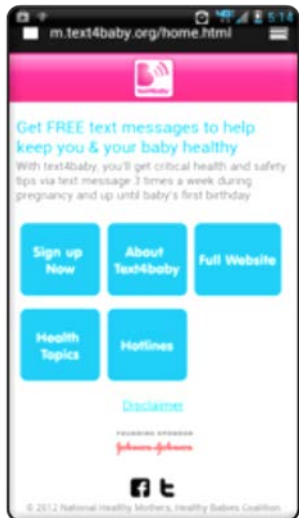 5:14
m.text4baby.org/home.html
text4baby
Get FREE text messages to help
keep you & your baby healthy
With text4baby, you'll get critical health and safety
tips via text message 3 times a week during
pregnancy and up until baby's first birthday
Sign up
Now
About
Text4baby
Full Website
Health
Topics
Hotlines
Disclaimer
FOUNDING SPONSOR
Johnson & Johnson
© 2012 National Healthy Mothers, Healthy Babies Coalition